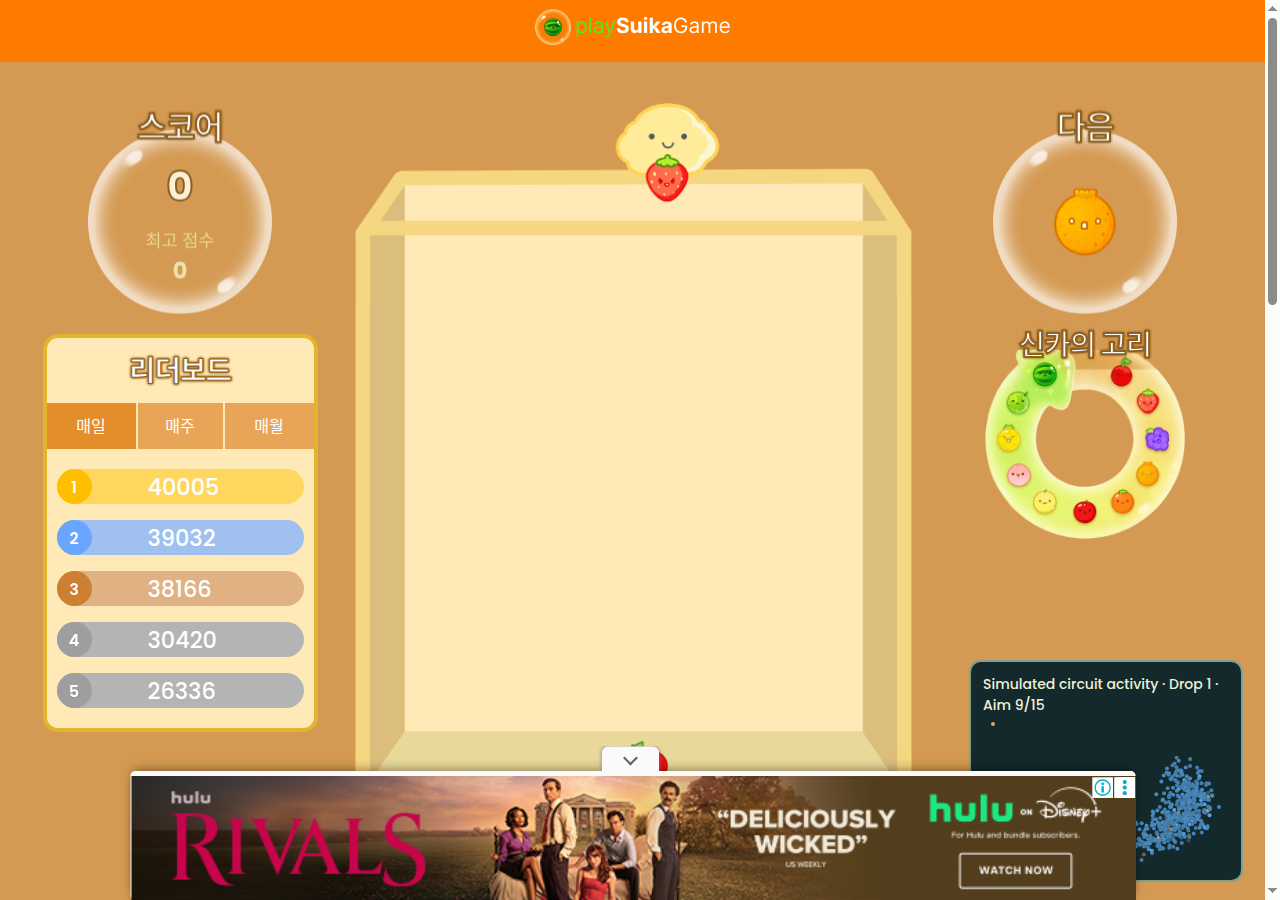 playSuikaGame
스코어
0
최고 점수
0
다음
신카의 고리
리더보드
매일 매주 매월
1 40005
2 39032
3 38166
4 30420
5 26336
Simulated circuit activity · Drop 1 ·
Aim 9/15
hulu
RIVALS
“DELICIOUSLY
WICKED”
US WEEKLY
hulu ON Disney+
For Hulu and bundle subscribers.
WATCH NOW